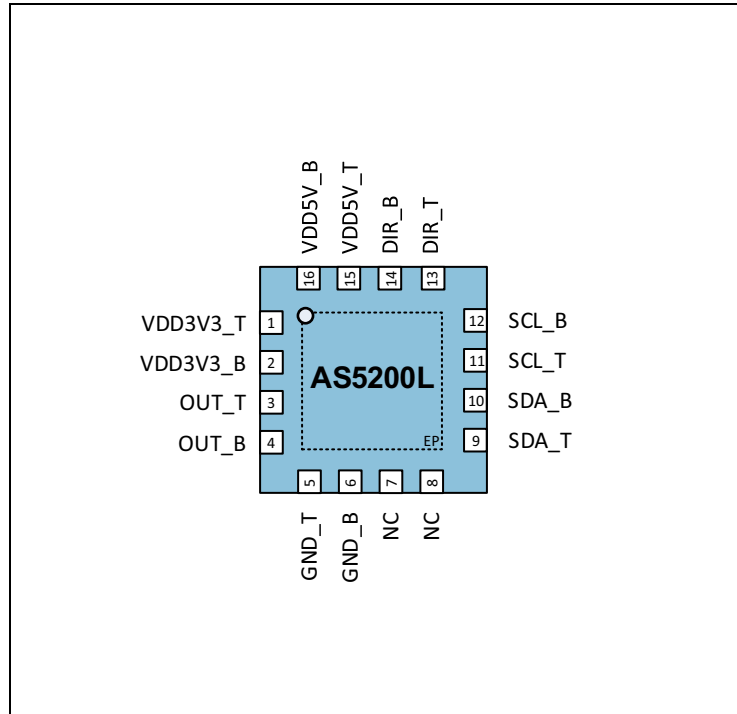 VDD5V_B
VDD5V_T
DIR_B
DIR_T
16
15
14
13
VDD3V3_T 1
VDD3V3_B 2
OUT_T 3
OUT_B 4
AS5200L
EP
12 SCL_B
11 SCL_T
10 SDA_B
9 SDA_T
5
6
7
8
GND_T
GND_B
NC
NC